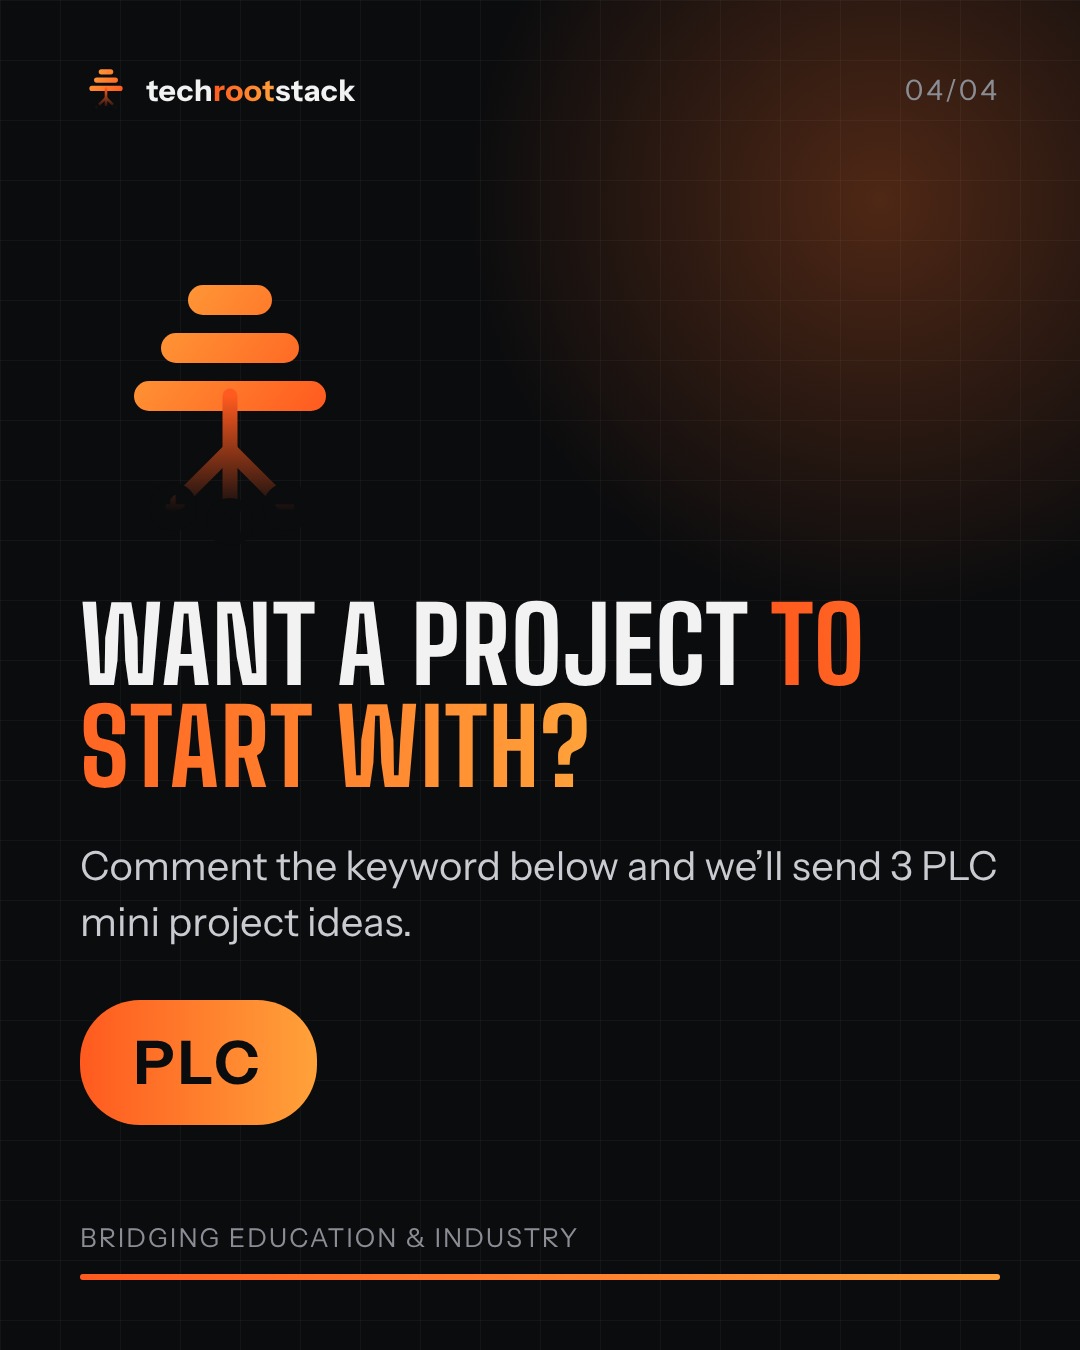 techrootstack
04/04
WANT A PROJECT TO
START WITH?
Comment the keyword below and we’ll send 3 PLC
mini project ideas.
PLC
BRIDGING EDUCATION & INDUSTRY